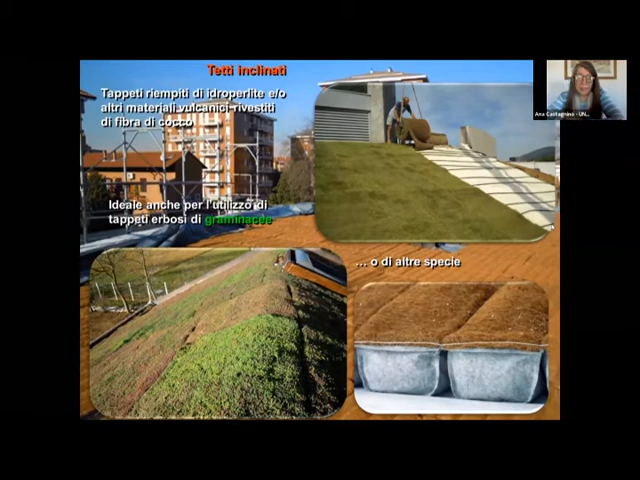 Tetti inclinati
Tappeti riempiti di idroperlite e/o
altri materiali vulcanici rivestiti
di fibra di cocco
Ideale anche per l'utilizzo di
tappeti erbosi di graminacee
... o di altre specie
Ana Castagnino - UN...